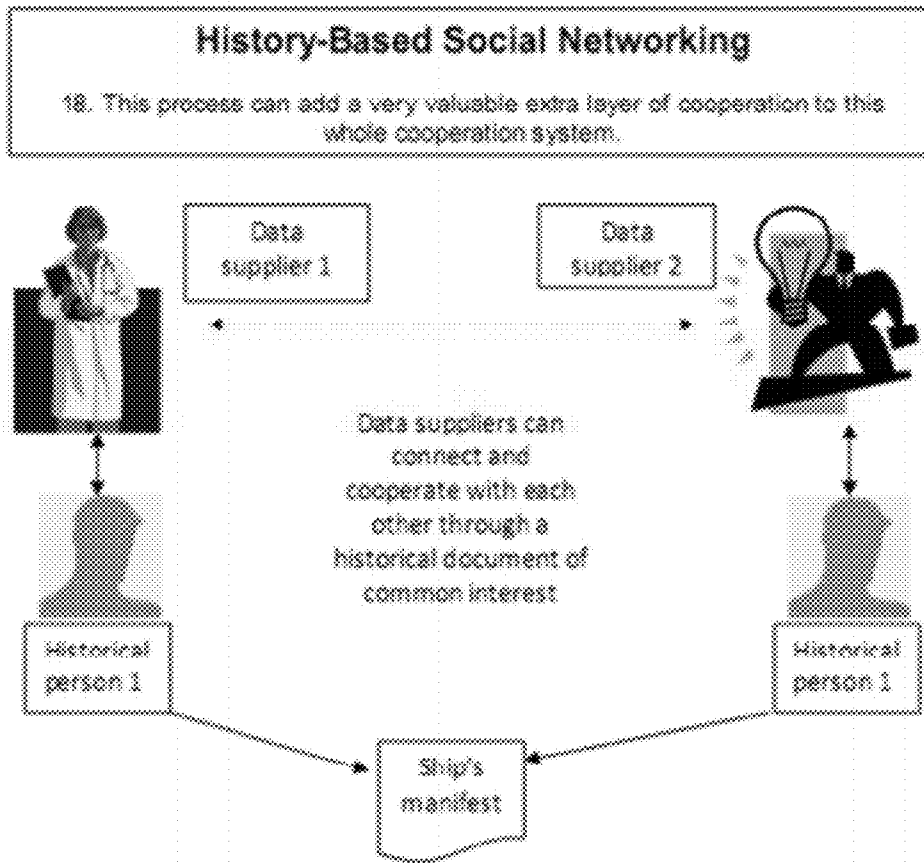 History-Based Social Networking
18. This process can add a very valuable extra layer of cooperation to this
whole cooperation system.
Data
supplier 1
Data
supplier 2
Data suppliers can
connect and
cooperate with each
other through a
historical document of
common interest
Historical
person 1
Historical
person 1
Ship's
manifest